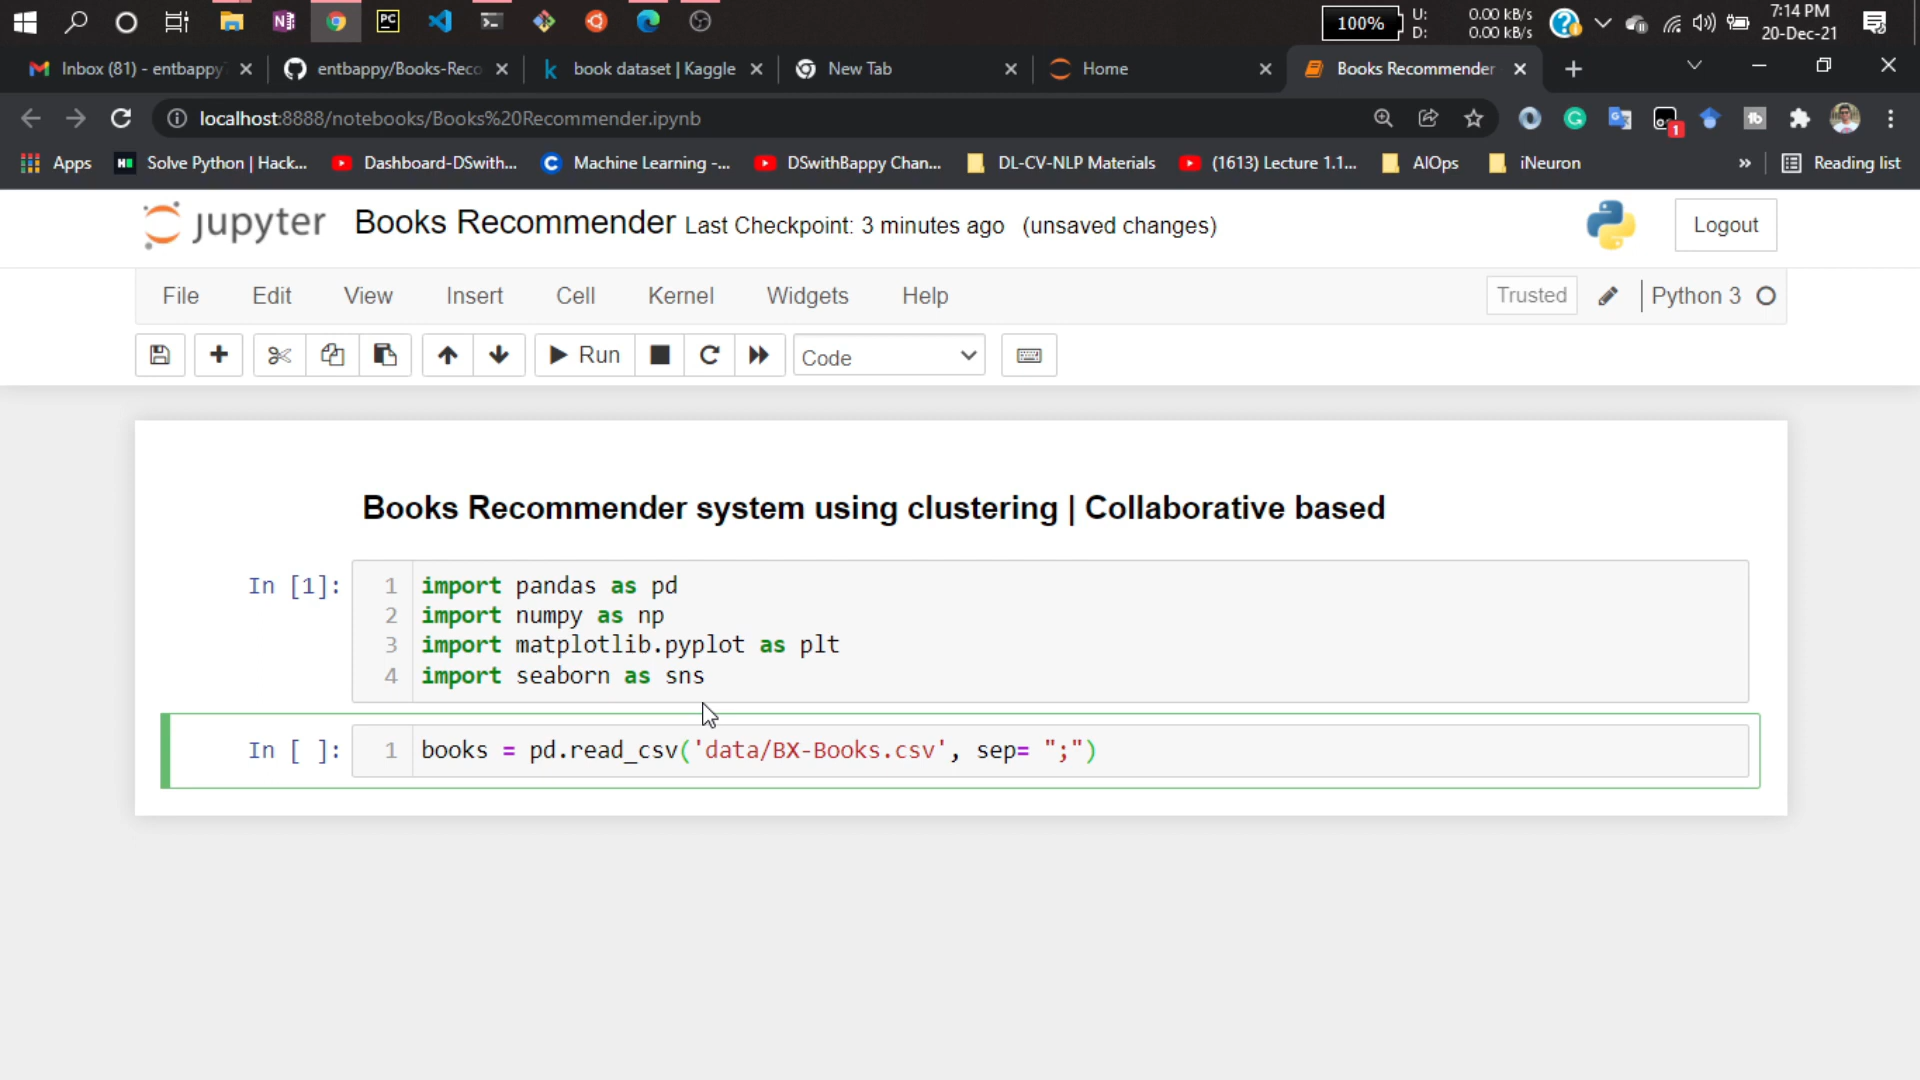 100% U: 0.00 kB/s 7:14 PM
D: 0.00 kB/s 20-Dec-21
Inbox (81) - entbappy entbappy/Books-Reco book dataset | Kaggle New Tab Home Books Recommender
localhost:8888/notebooks/Books%20Recommender.ipynb
Apps Solve Python | Hack... Dashboard-DSwith... Machine Learning -... DSwithBappy Chan... DL-CV-NLP Materials (1613) Lecture 1.1... AIOps iNeuron » Reading list
jupyter Books Recommender Last Checkpoint: 3 minutes ago (unsaved changes) Logout
File Edit View Insert Cell Kernel Widgets Help Trusted Python 3
Run Code
Books Recommender system using clustering | Collaborative based
In [1]: 1 import pandas as pd
2 import numpy as np
3 import matplotlib.pyplot as plt
4 import seaborn as sns
In [ ]: 1 books = pd.read_csv('data/BX-Books.csv', sep= ";")